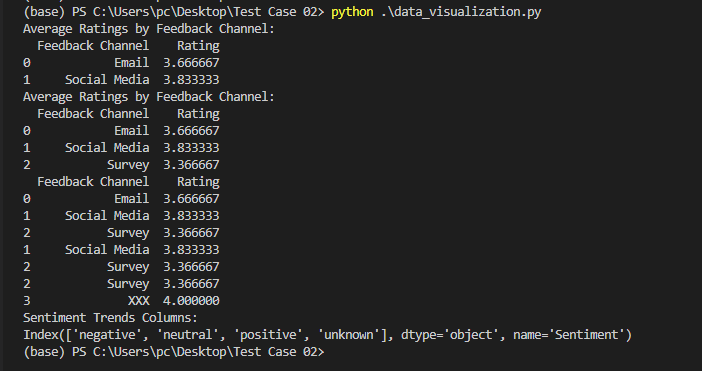 (base) PS C:\Users\pc\Desktop\Test Case 02> python .\data_visualization.py
Average Ratings by Feedback Channel:
  Feedback Channel    Rating
0            Email  3.666667
1     Social Media  3.833333
Average Ratings by Feedback Channel:
  Feedback Channel    Rating
0            Email  3.666667
1     Social Media  3.833333
2           Survey  3.366667
  Feedback Channel    Rating
0            Email  3.666667
1     Social Media  3.833333
2           Survey  3.366667
1     Social Media  3.833333
2           Survey  3.366667
2           Survey  3.366667
3              XXX  4.000000
Sentiment Trends Columns:
Index(['negative', 'neutral', 'positive', 'unknown'], dtype='object', name='Sentiment')
(base) PS C:\Users\pc\Desktop\Test Case 02>